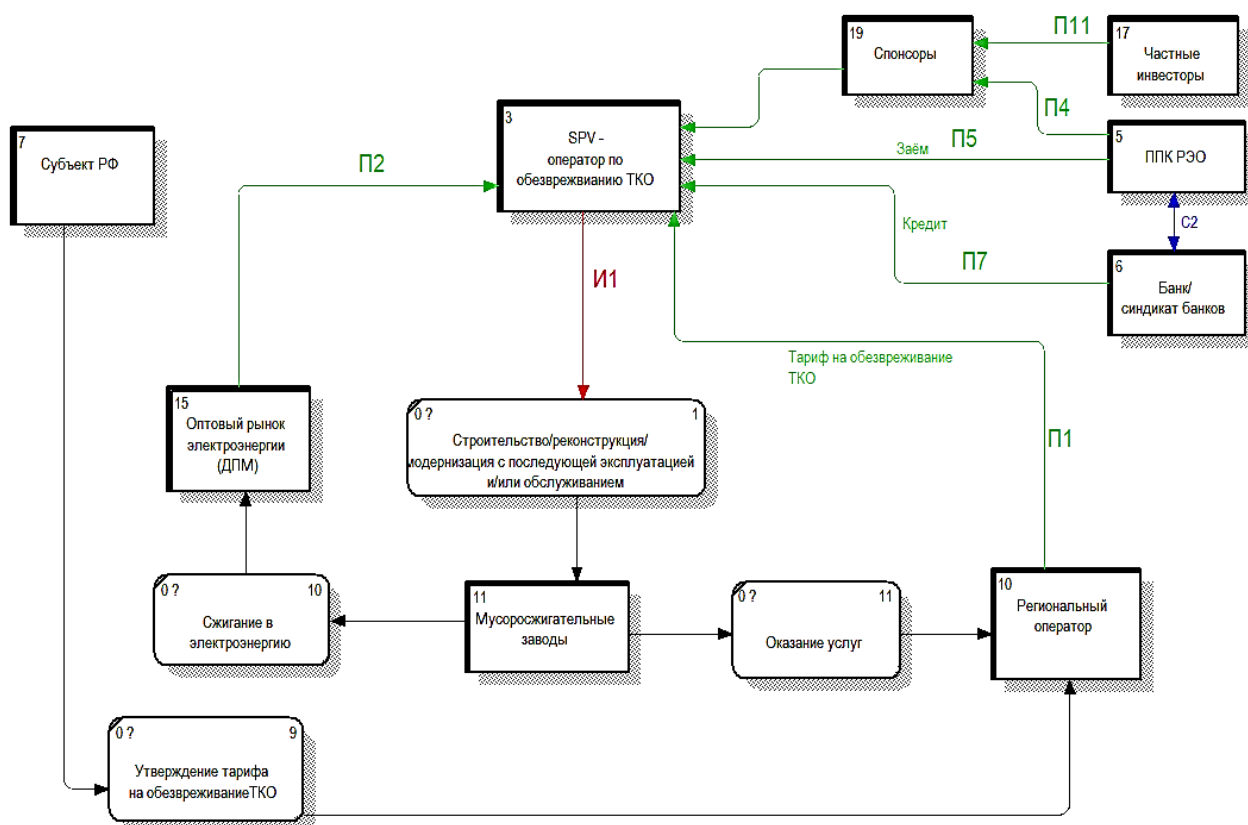 19
Спонсоры
П11
17
Частные
инвесторы
П4
7
Субъект РФ
П2
3
SPV -
оператор по
обезврежвианию ТКО
Заём
П5
5
ППК РЭО
C2
Кредит
П7
6
Банк/
синдикат банков
И1
Тариф на обезвреживание
ТКО
П1
15
Оптовый рынок
электроэнергии
(ДПМ)
0 ?
1
Строительство/реконструкция/
модернизация с последующей эксплуатацией
и/или обслуживанием
0 ?
10
Сжигание в
электроэнергию
11
Мусоросжигательные
заводы
0 ?
11
Оказание услуг
10
Региональный
оператор
0 ?
9
Утверждение тарифа
на обезвреживаниеТКО